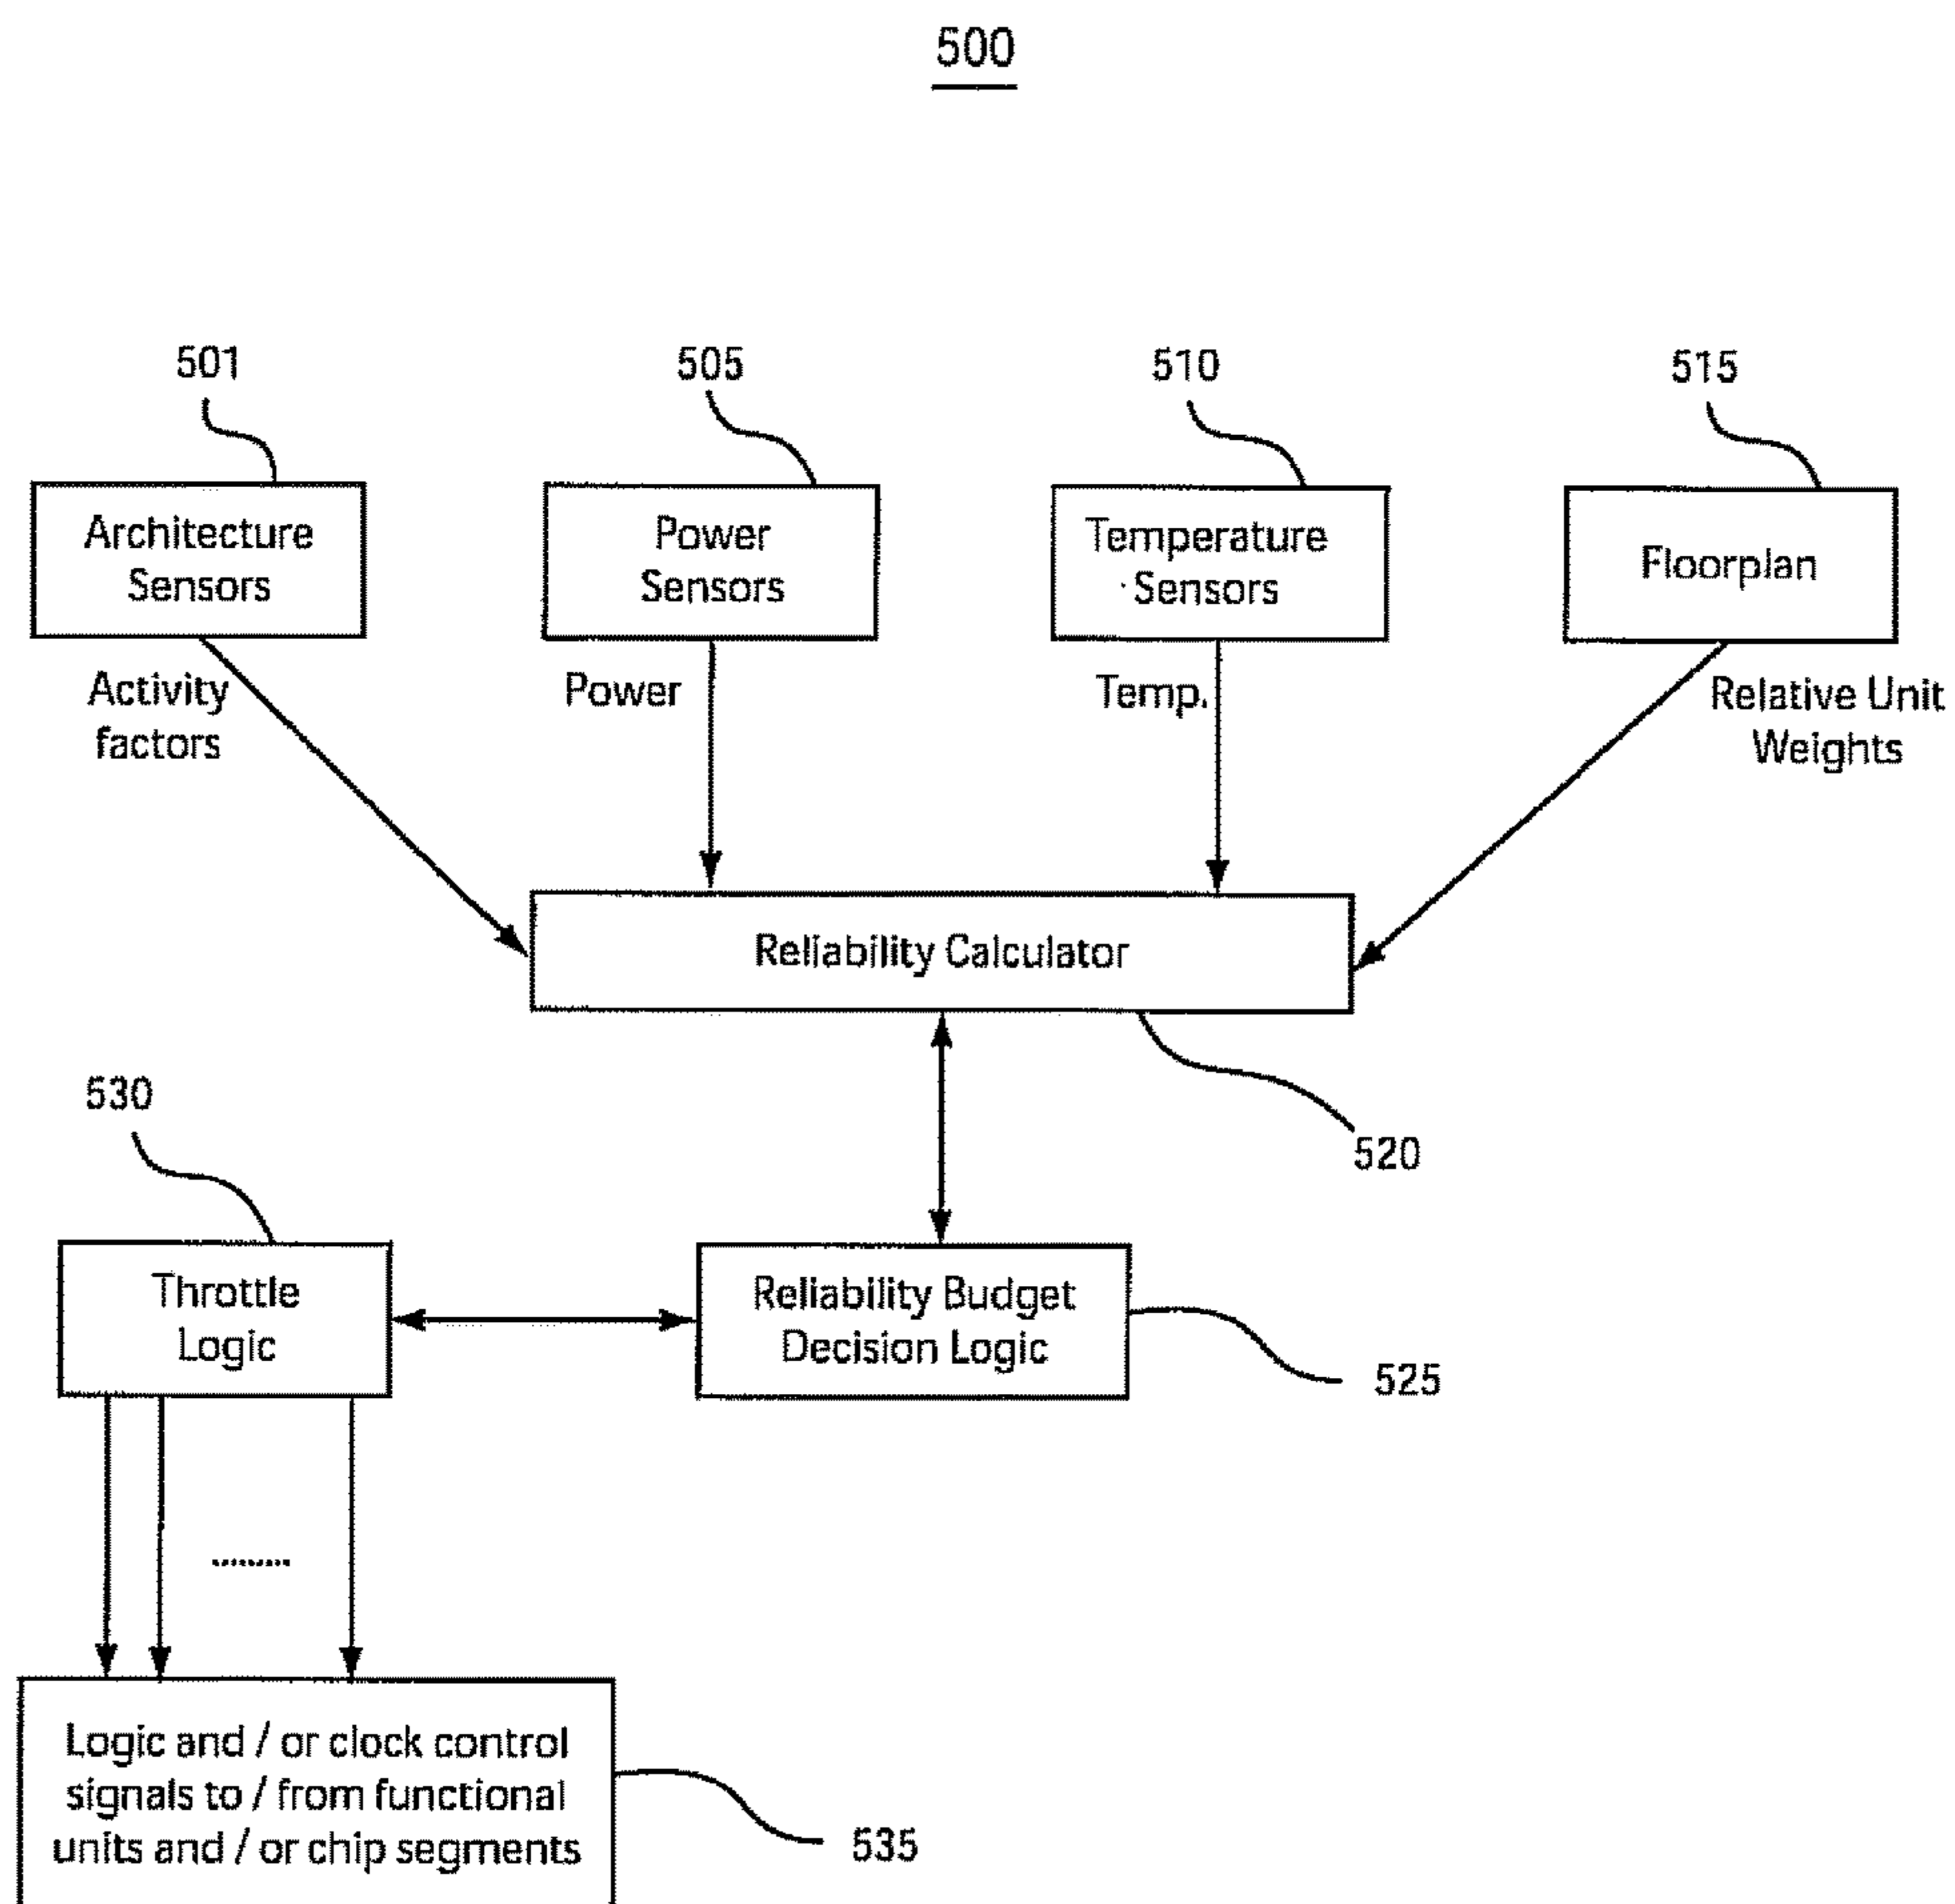 500
501
505
510
515
Architecture
Sensors
Power
Sensors
Temperature
Sensors
Floorplan
Activity
factors
Power
Temp.
Relative Unit
Weights
Reliability Calculator
520
530
Throttle
Logic
Reliability Budget
Decision Logic
525
.......
Logic and / or clock control
signals to / from functional
units and / or chip segments
535